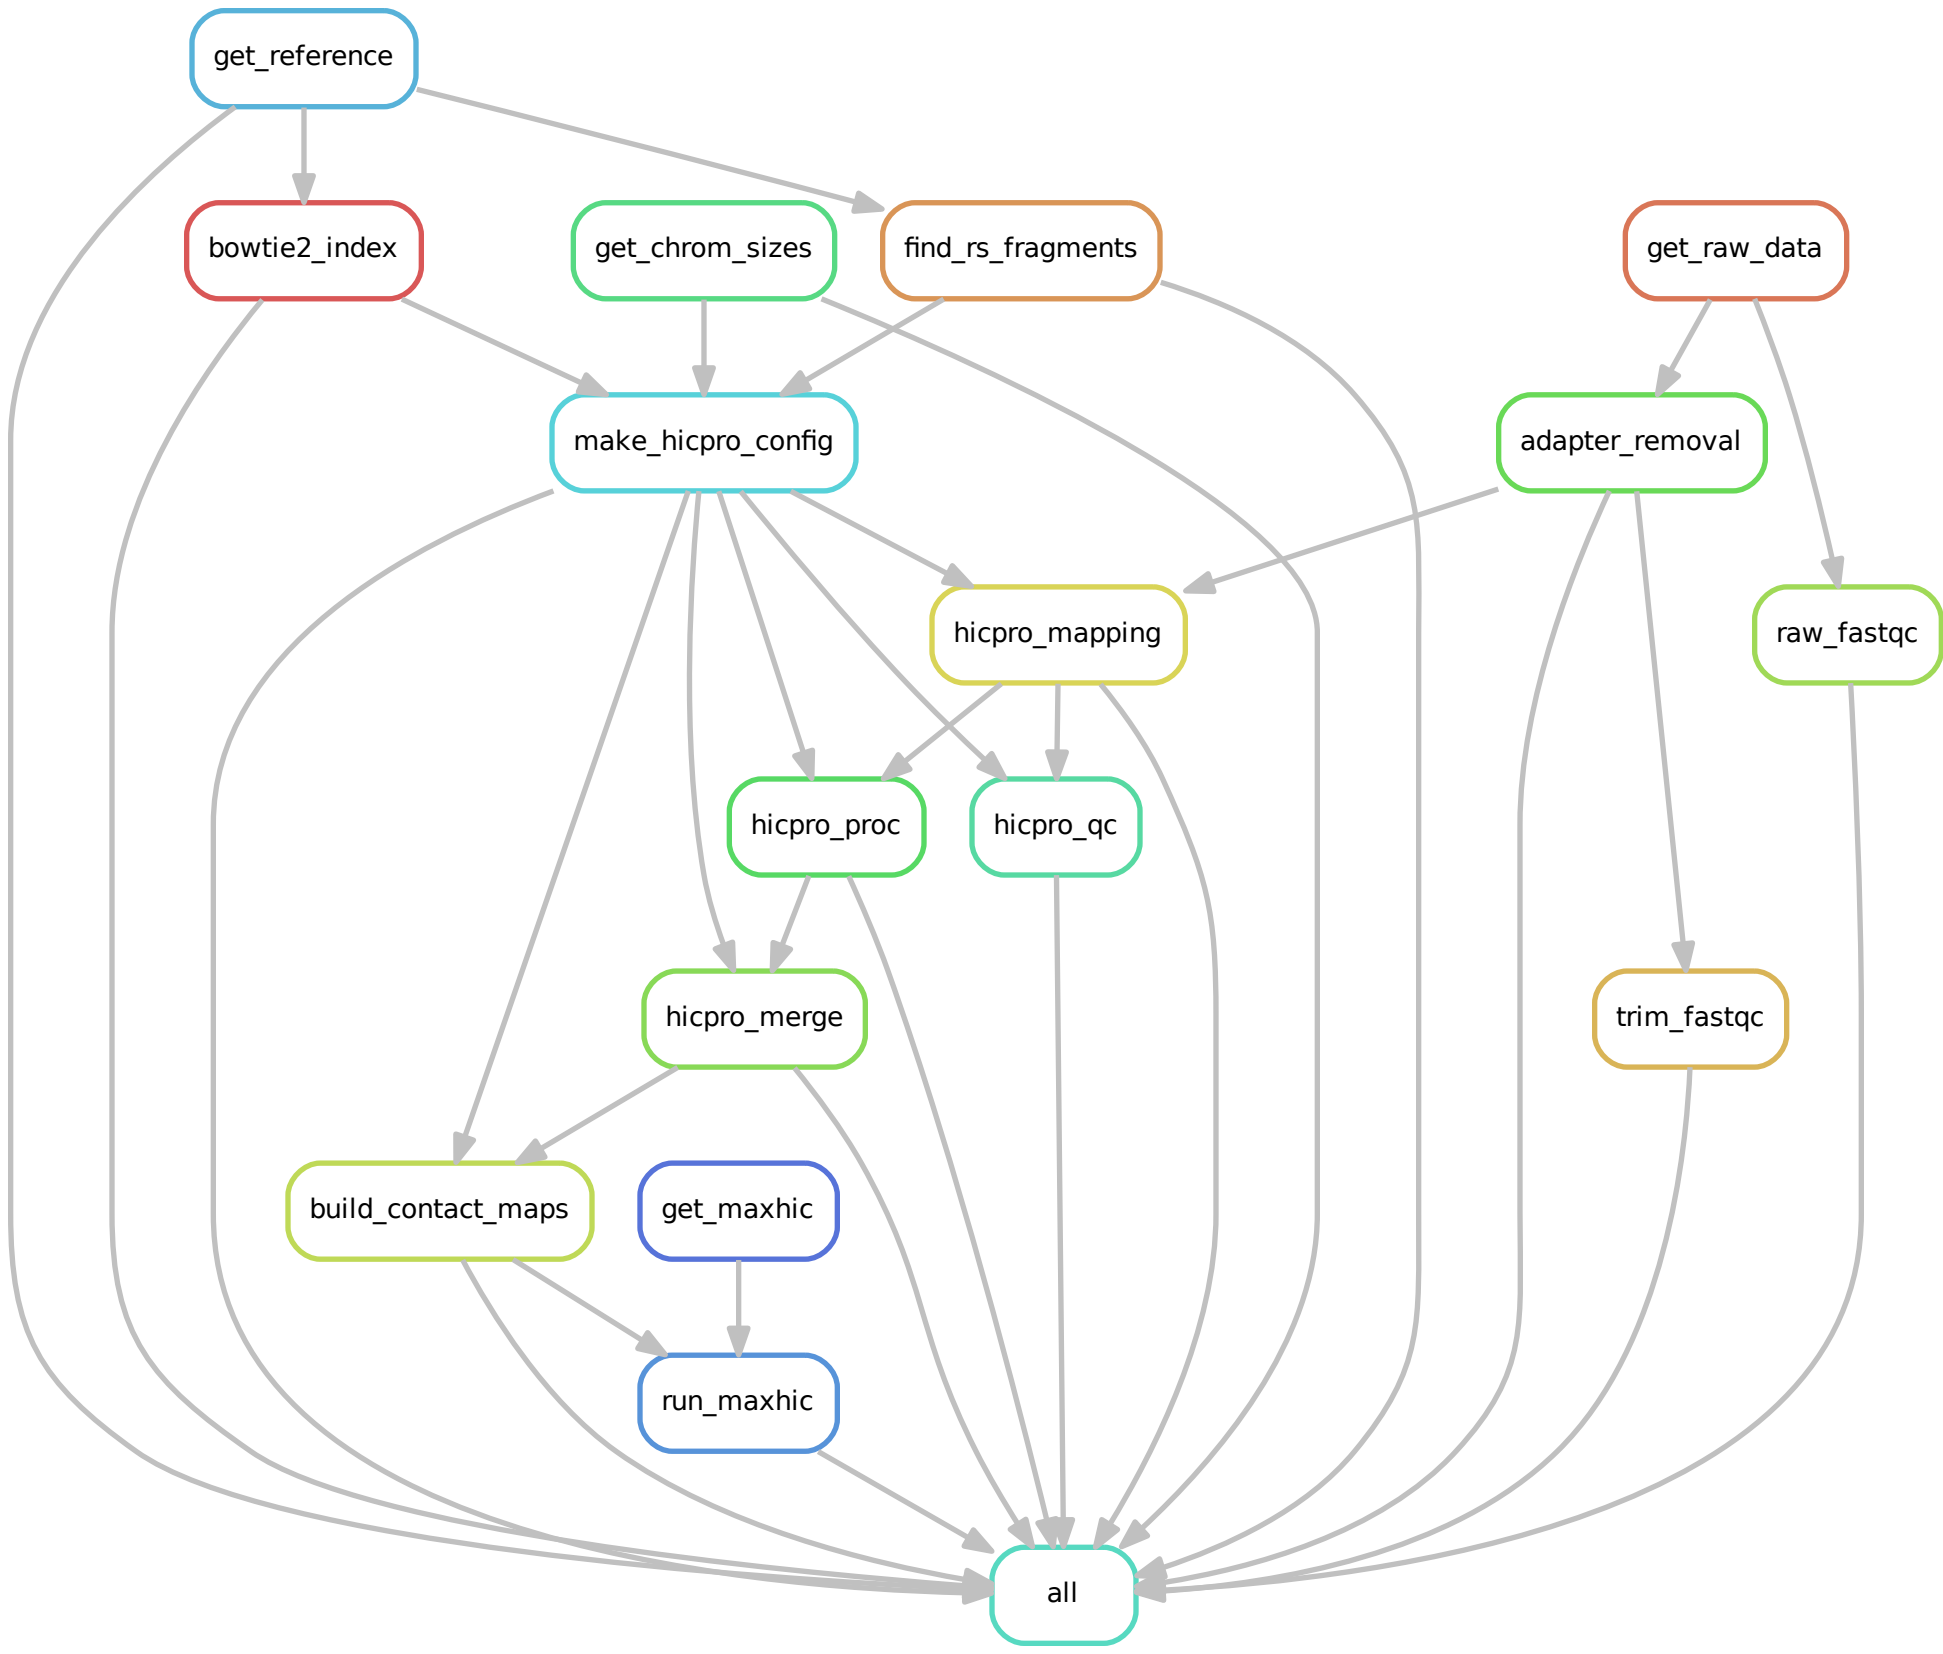 get_reference
bowtie2_index
get_chrom_sizes
find_rs_fragments
get_raw_data
make_hicpro_config
adapter_removal
hicpro_mapping
raw_fastqc
hicpro_proc
hicpro_qc
hicpro_merge
trim_fastqc
build_contact_maps
get_maxhic
run_maxhic
all